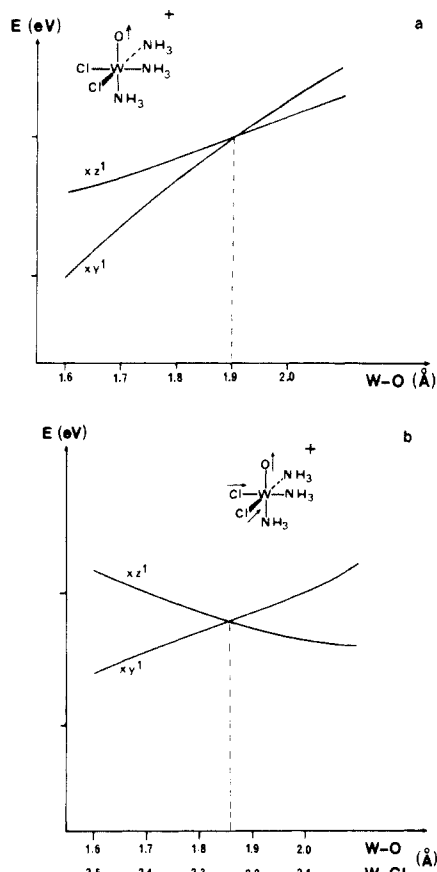 E (eV)
a
+
O
NH3
Cl W NH3
Cl
NH3
xz1
xy1
1.6 1.7 1.8 1.9 2.0
W-O (Å)
E (eV)
b
+
O
NH3
Cl W NH3
Cl
NH3
xz1
xy1
1.6 1.7 1.8 1.9 2.0 W-O
(Å)